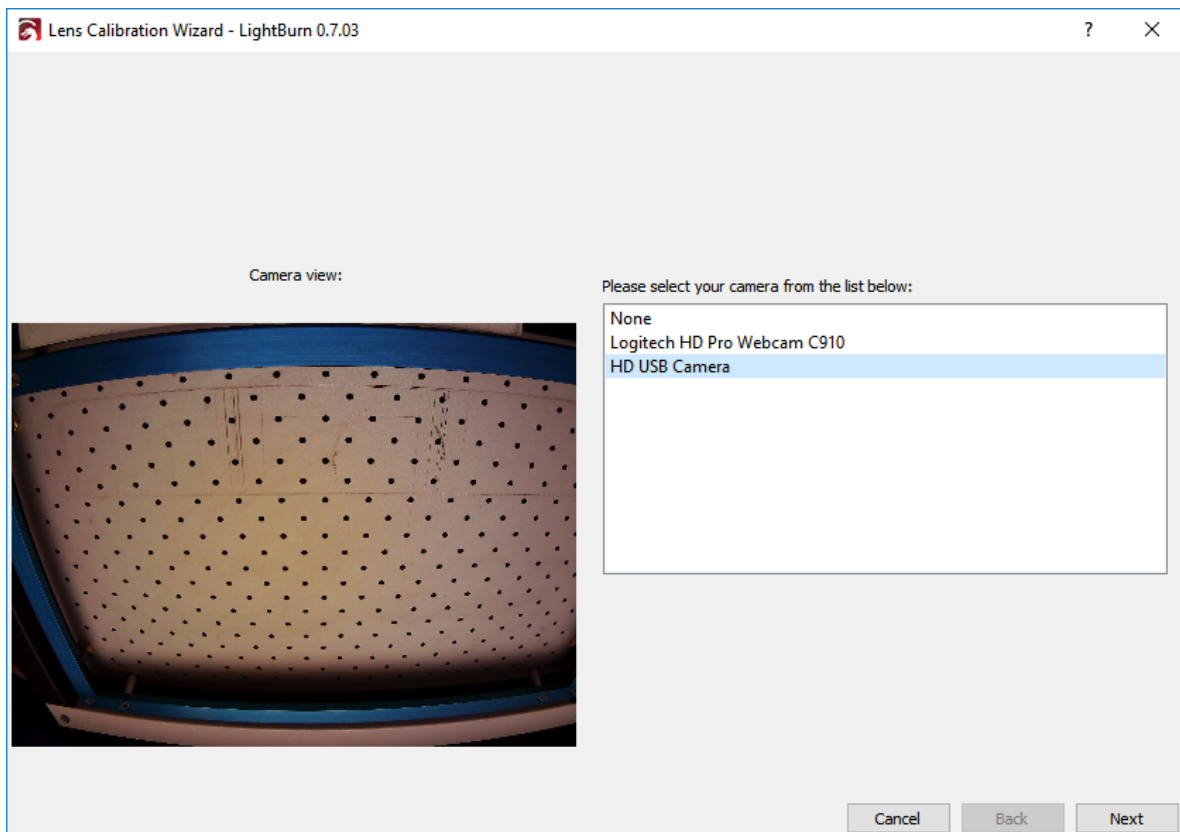 Lens Calibration Wizard - LightBurn 0.7.03
?
Camera view:
Please select your camera from the list below:
None
Logitech HD Pro Webcam C910
HD USB Camera
Cancel
Back
Next